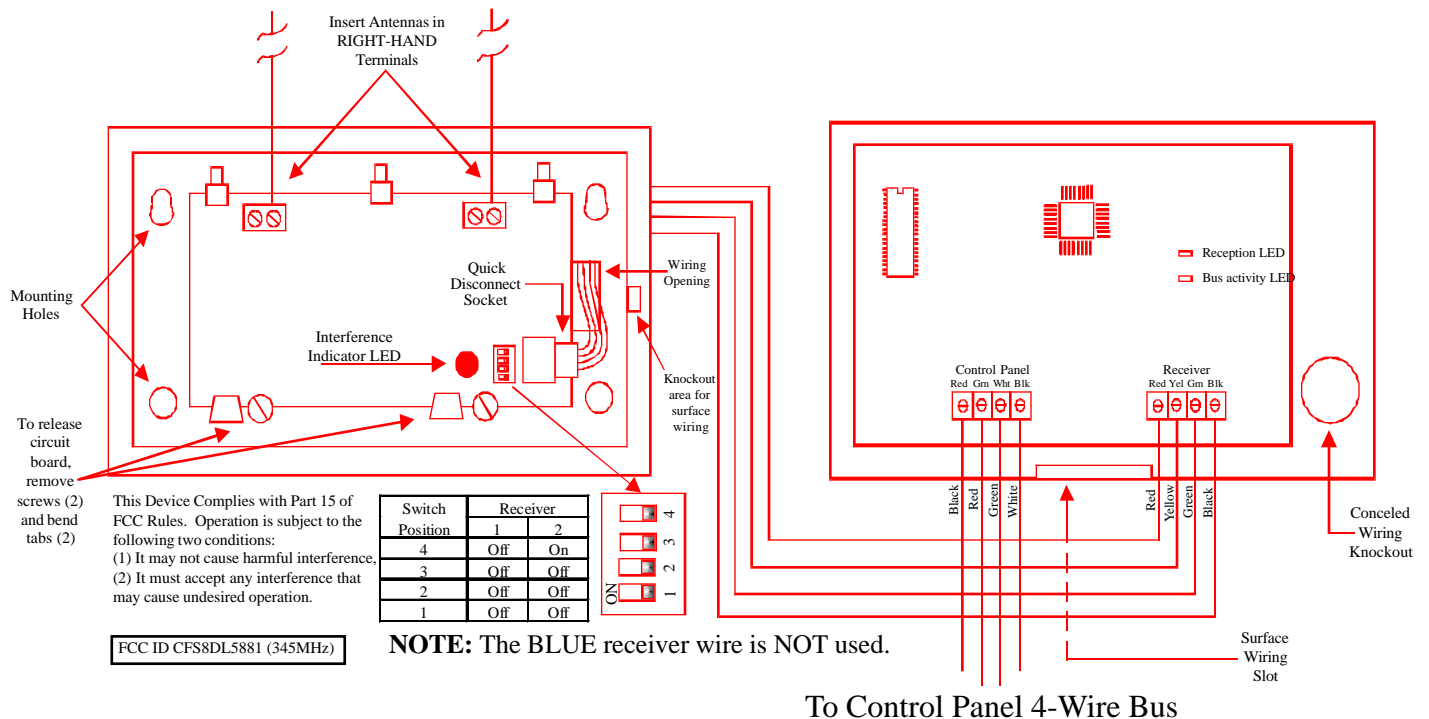 Insert Antennas in
RIGHT-HAND
Terminals
Mounting
Holes
Quick
Disconnect
Socket
Wiring
Opening
Interference
Indicator LED
Knockout
area for
surface
wiring
To release
circuit
board,
remove
screws (2)
and bend
tabs (2)
This Device Complies with Part 15 of
FCC Rules. Operation is subject to the
following two conditions:
(1) It may not cause harmful interference,
(2) It must accept any interference that
may cause undesired operation.
FCC ID CFS8DL5881 (345MHz)
Switch Position Receiver
1 2
4 Off On
3 Off Off
2 Off Off
1 Off Off
4
3
2
1
ON
NOTE: The BLUE receiver wire is NOT used.
Reception LED
Bus activity LED
Control Panel
Red Grn Wht Blk
Receiver
Red Yel Grn Blk
Black
Red
Green
White
Red
Yellow
Green
Black
Conceled
Wiring
Knockout
Surface
Wiring
Slot
To Control Panel 4-Wire Bus